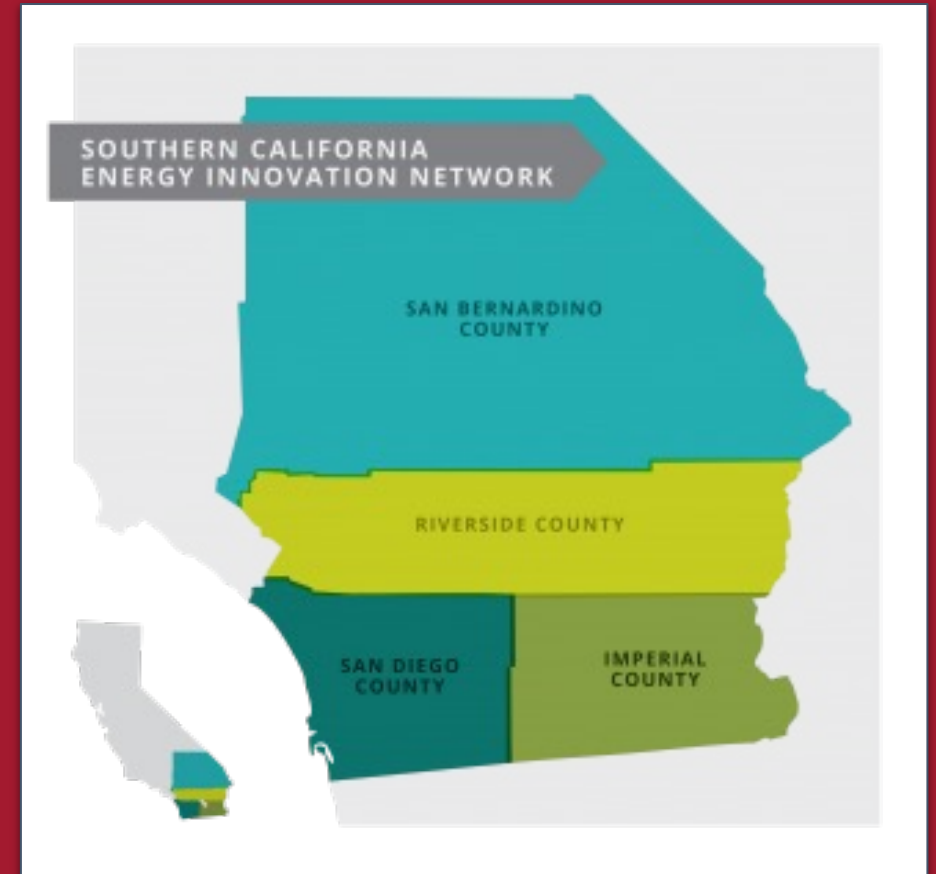 SOUTHERN CALIFORNIA
ENERGY INNOVATION NETWORK
SAN BERNARDINO
COUNTY
RIVERSIDE COUNTY
SAN DIEGO
COUNTY
IMPERIAL
COUNTY